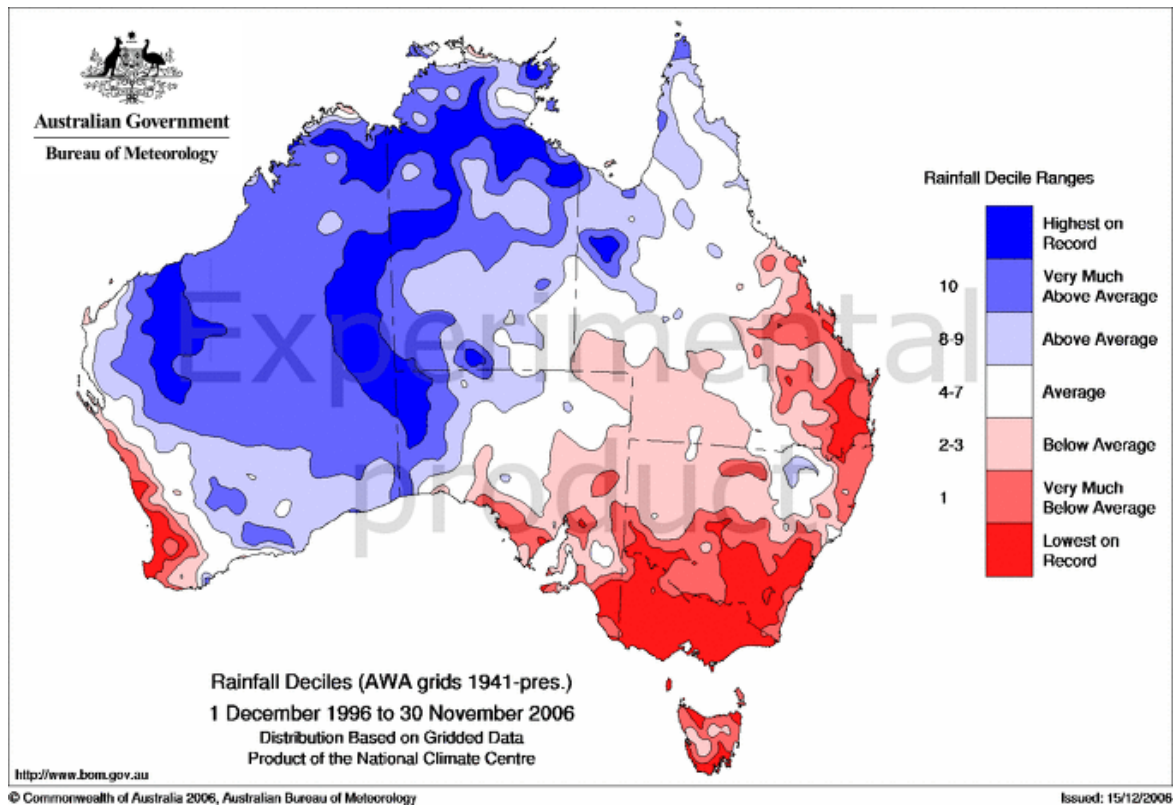 Australian Government
Bureau of Meteorology
Rainfall Decile Ranges
Highest on
Record
10
Very Much
Above Average
8-9
Above Average
4-7
Average
2-3
Below Average
1
Very Much
Below Average
Lowest on
Record
Experimental
product
Rainfall Deciles (AWA grids 1941-pres.)
1 December 1996 to 30 November 2006
Distribution Based on Gridded Data
Product of the National Climate Centre
http://www.bom.gov.au
© Commonwealth of Australia 2006, Australian Bureau of Meteorology
Issued: 15/12/2006